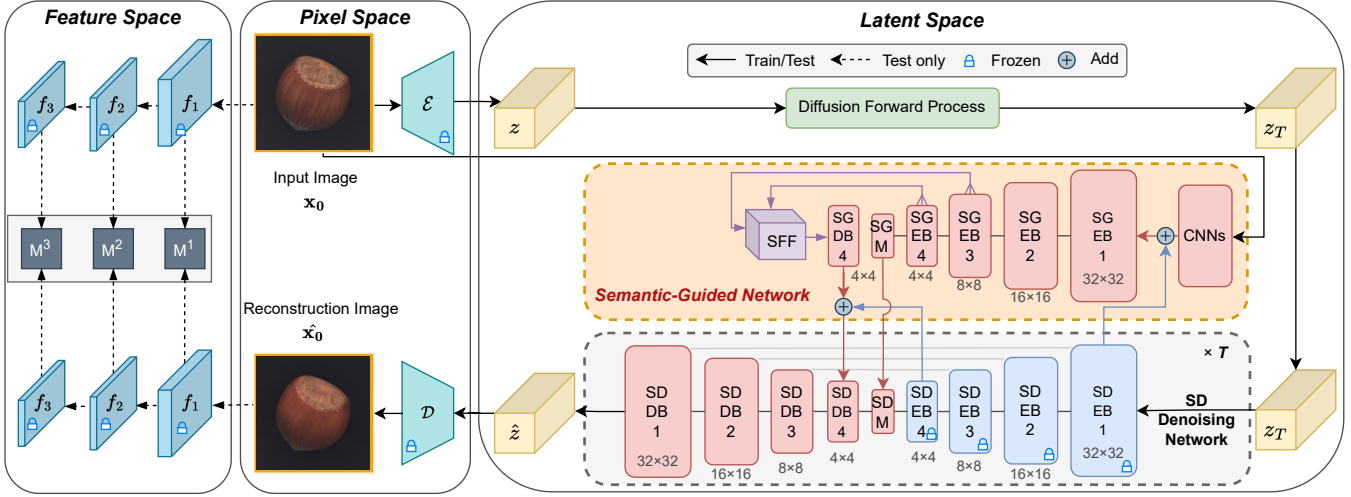 Feature Space
Pixel Space
Latent Space
Train/Test
Test only
Frozen
Add
f₃
f₂
f₁
ℰ
z
Diffusion Forward Process
z_T
Input Image
x₀
M³
M²
M¹
SFF
SG
DB
4
4×4
SG
M
SG
EB
4
4×4
SG
EB
3
8×8
SG
EB
2
16×16
SG
EB
1
32×32
CNNs
Semantic-Guided Network
Reconstruction Image
x̂₀
× T
f₃
f₂
f₁
𝒟
ẑ
SD
DB
1
32×32
SD
DB
2
16×16
SD
DB
3
8×8
SD
DB
4
4×4
SD
M
SD
EB
4
4×4
SD
EB
3
8×8
SD
EB
2
16×16
SD
EB
1
32×32
SD
Denoising
Network
z_T